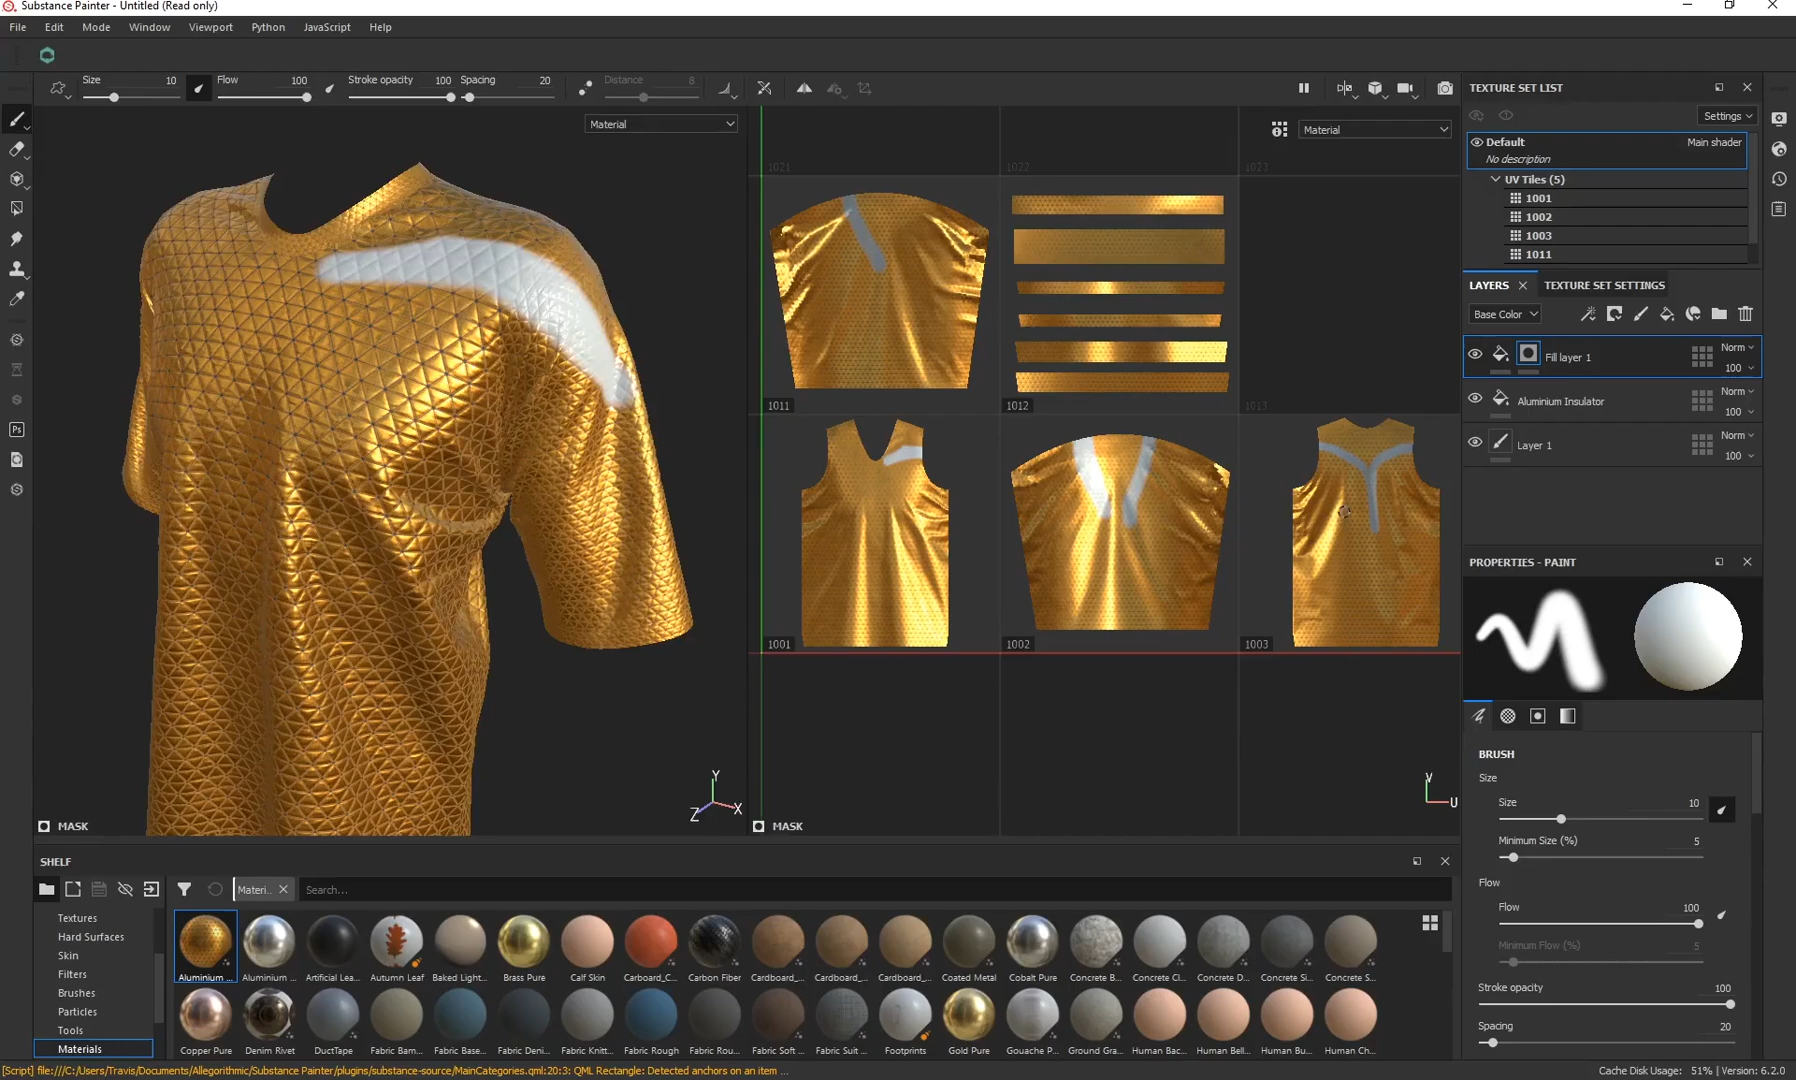 Substance Painter - Untitled (Read only)
File Edit Mode Window Viewport Python JavaScript Help
Size 10 Flow 100 Stroke opacity 100 Spacing 20 Distance 8
Material
Material
1021 1022 1023
1011 1012 1013
1001 1002 1003
Y
Z X
V
U
MASK
MASK
TEXTURE SET LIST
Settings
Default Main shader
No description
UV Tiles (5)
1001
1002
1003
1011
LAYERS TEXTURE SET SETTINGS
Base Color
Fill layer 1 Norm
100
Aluminium Insulator Norm
100
Layer 1 Norm
100
PROPERTIES - PAINT
BRUSH
Size
Size 10
Minimum Size (%) 5
Flow
Flow 100
Minimum Flow (%) 5
Stroke opacity 100
Spacing 20
SHELF
Materi.. Search...
Textures
Hard Surfaces
Skin
Filters
Brushes
Particles
Tools
Materials
Ps
Aluminium ... Aluminium ... Artificial Lea... Autumn Leaf Baked Light... Brass Pure Calf Skin Carboard_C... Carbon Fiber Cardboard_... Cardboard_... Cardboard_... Coated Metal Cobalt Pure Concrete B... Concrete Cl... Concrete D... Concrete Si... Concrete S...
Copper Pure Denim Rivet DuctTape Fabric Bam... Fabric Base... Fabric Deni... Fabric Knitt... Fabric Rough Fabric Rou... Fabric Soft ... Fabric Suit ... Footprints Gold Pure Gouache P... Ground Gra... Human Bac... Human Bell... Human Bu... Human Ch...
[Script] file:///C:/Users/Travis/Documents/Allegorithmic/Substance Painter/plugins/substance-source/MainCategories.qml:20:3: QML Rectangle: Detected anchors on an item ...
Cache Disk Usage: 51% | Version: 6.2.0